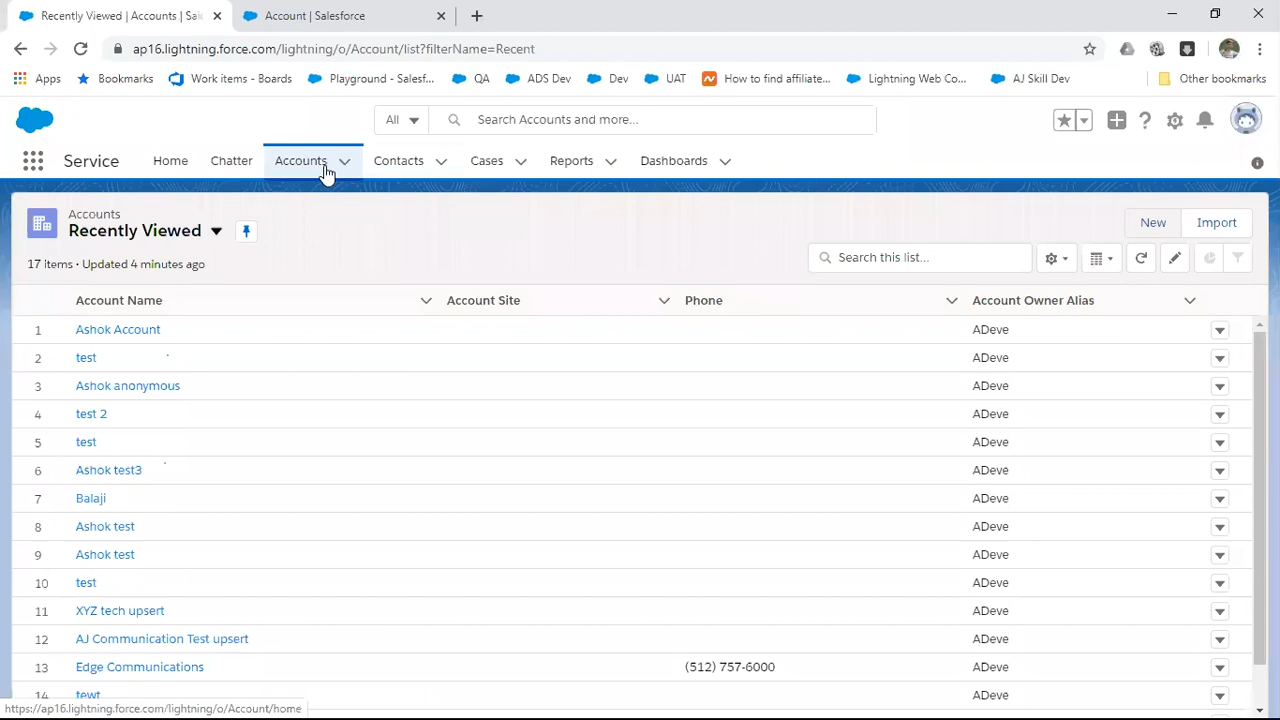 Recently Viewed | Accounts | Sal
Account | Salesforce
ap16.lightning.force.com/lightning/o/Account/list?filterName=Recent
Apps Bookmarks Work items - Boards Playground - Salesf... QA ADS Dev Dev UAT How to find affiliate... Lightning Web Co... AJ Skill Dev Other bookmarks
All Search Accounts and more...
Service Home Chatter Accounts Contacts Cases Reports Dashboards
Accounts
Recently Viewed
New Import
17 items • Updated 4 minutes ago
Search this list...
Account Name Account Site Phone Account Owner Alias
1 Ashok Account ADeve
2 test ADeve
3 Ashok anonymous ADeve
4 test 2 ADeve
5 test ADeve
6 Ashok test3 ADeve
7 Balaji ADeve
8 Ashok test ADeve
9 Ashok test ADeve
10 test ADeve
11 XYZ tech upsert ADeve
12 AJ Communication Test upsert ADeve
13 Edge Communications (512) 757-6000 ADeve
14 tewt ADeve
https://ap16.lightning.force.com/lightning/o/Account/home